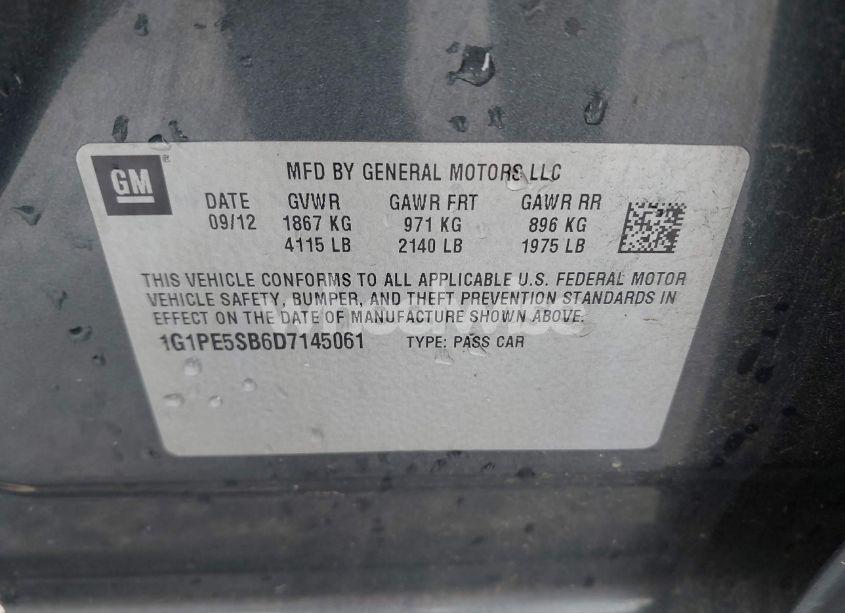 GM
MFD BY GENERAL MOTORS LLC
DATE GVWR GAWR FRT GAWR RR
09/12 1867 KG 971 KG 896 KG
4115 LB 2140 LB 1975 LB
THIS VEHICLE CONFORMS TO ALL APPLICABLE U.S. FEDERAL MOTOR
VEHICLE SAFETY, BUMPER, AND THEFT PREVENTION STANDARDS IN
EFFECT ON THE DATE OF MANUFACTURE SHOWN ABOVE.
1G1PE5SB6D7145061 TYPE: PASS CAR